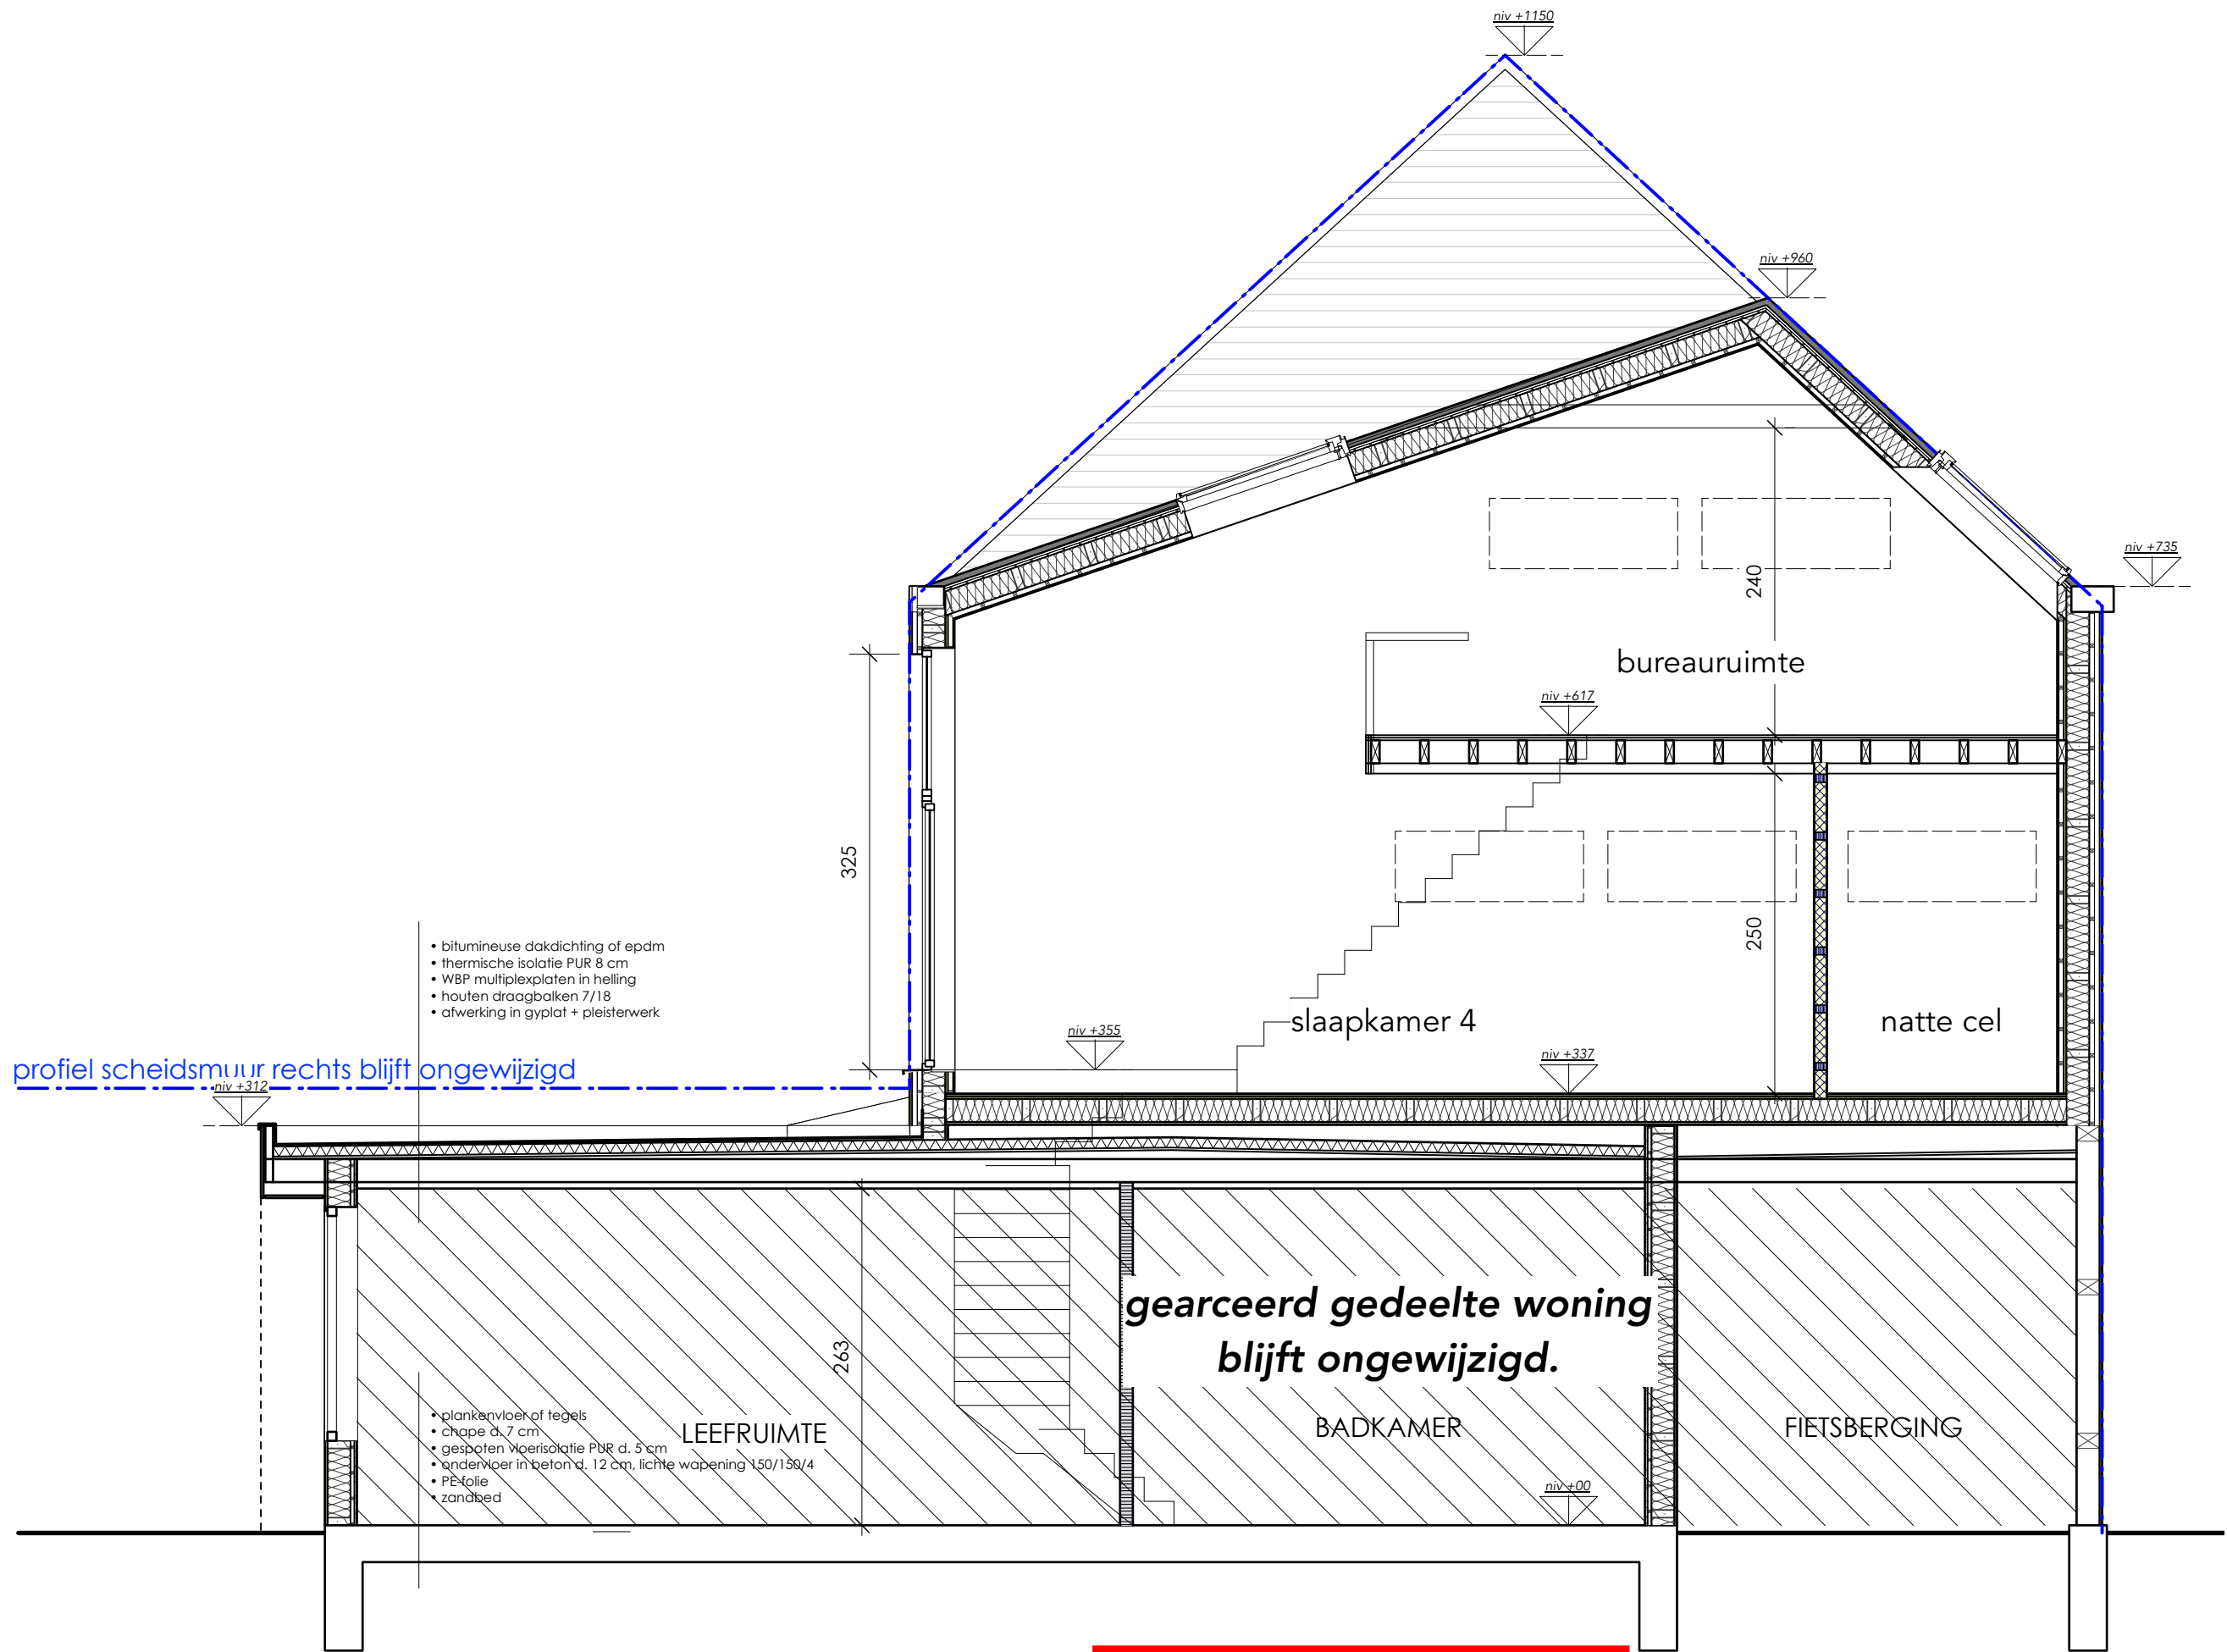 niv +1150
niv +960
niv +735
240
bureauruimte
niv +617
325
250
• bitumineuse dakdichting of epdm
• thermische isolatie PUR 8 cm
• WBP multiplexplaten in helling
• houten draagbalken 7/18
• afwerking in gyplat + pleisterwerk
slaapkamer 4
natte cel
niv +355
niv +337
profiel scheidsmuur rechts blijft ongewijzigd
niv +312
gearceerd gedeelte woning
blijft ongewijzigd.
263
• plankenvloer of tegels
• chape d. 7 cm
• gespoten vloerisolatie PUR d. 5 cm
• ondervloer in beton d. 12 cm, lichte wapening 150/150/4
• PE-folie
• zandbed
LEEFRUIMTE
BADKAMER
FIETSBERGING
niv +00